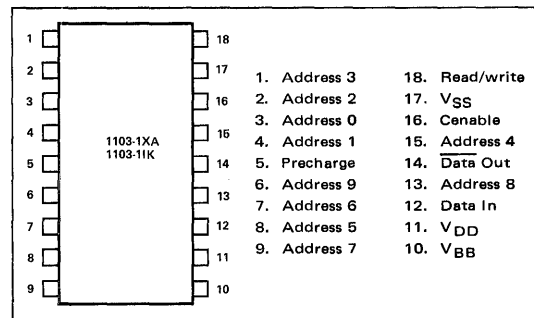 1 18
2 17
3 16
4 1103-1XA 15
1103-1IK
5 14
6 13
7 12
8 11
9 10
1. Address 3 18. Read/write
2. Address 2 17. VSS
3. Address 0 16. Cenable
4. Address 1 15. Address 4
5. Precharge 14. Data Out
6. Address 9 13. Address 8
7. Address 6 12. Data In
8. Address 5 11. VDD
9. Address 7 10. VBB